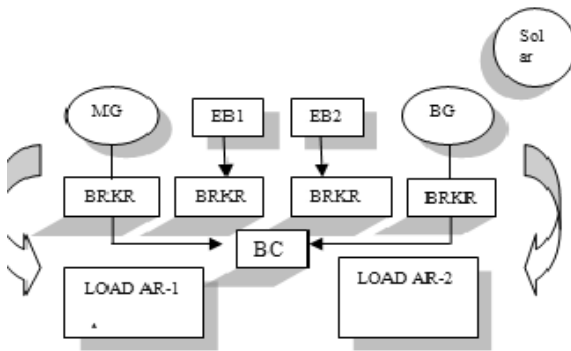 Sol
ar
MG
EB1
EB2
BG
BRKR
BRKR
BRKR
BRKR
BC
LOAD AR-1
LOAD AR-2